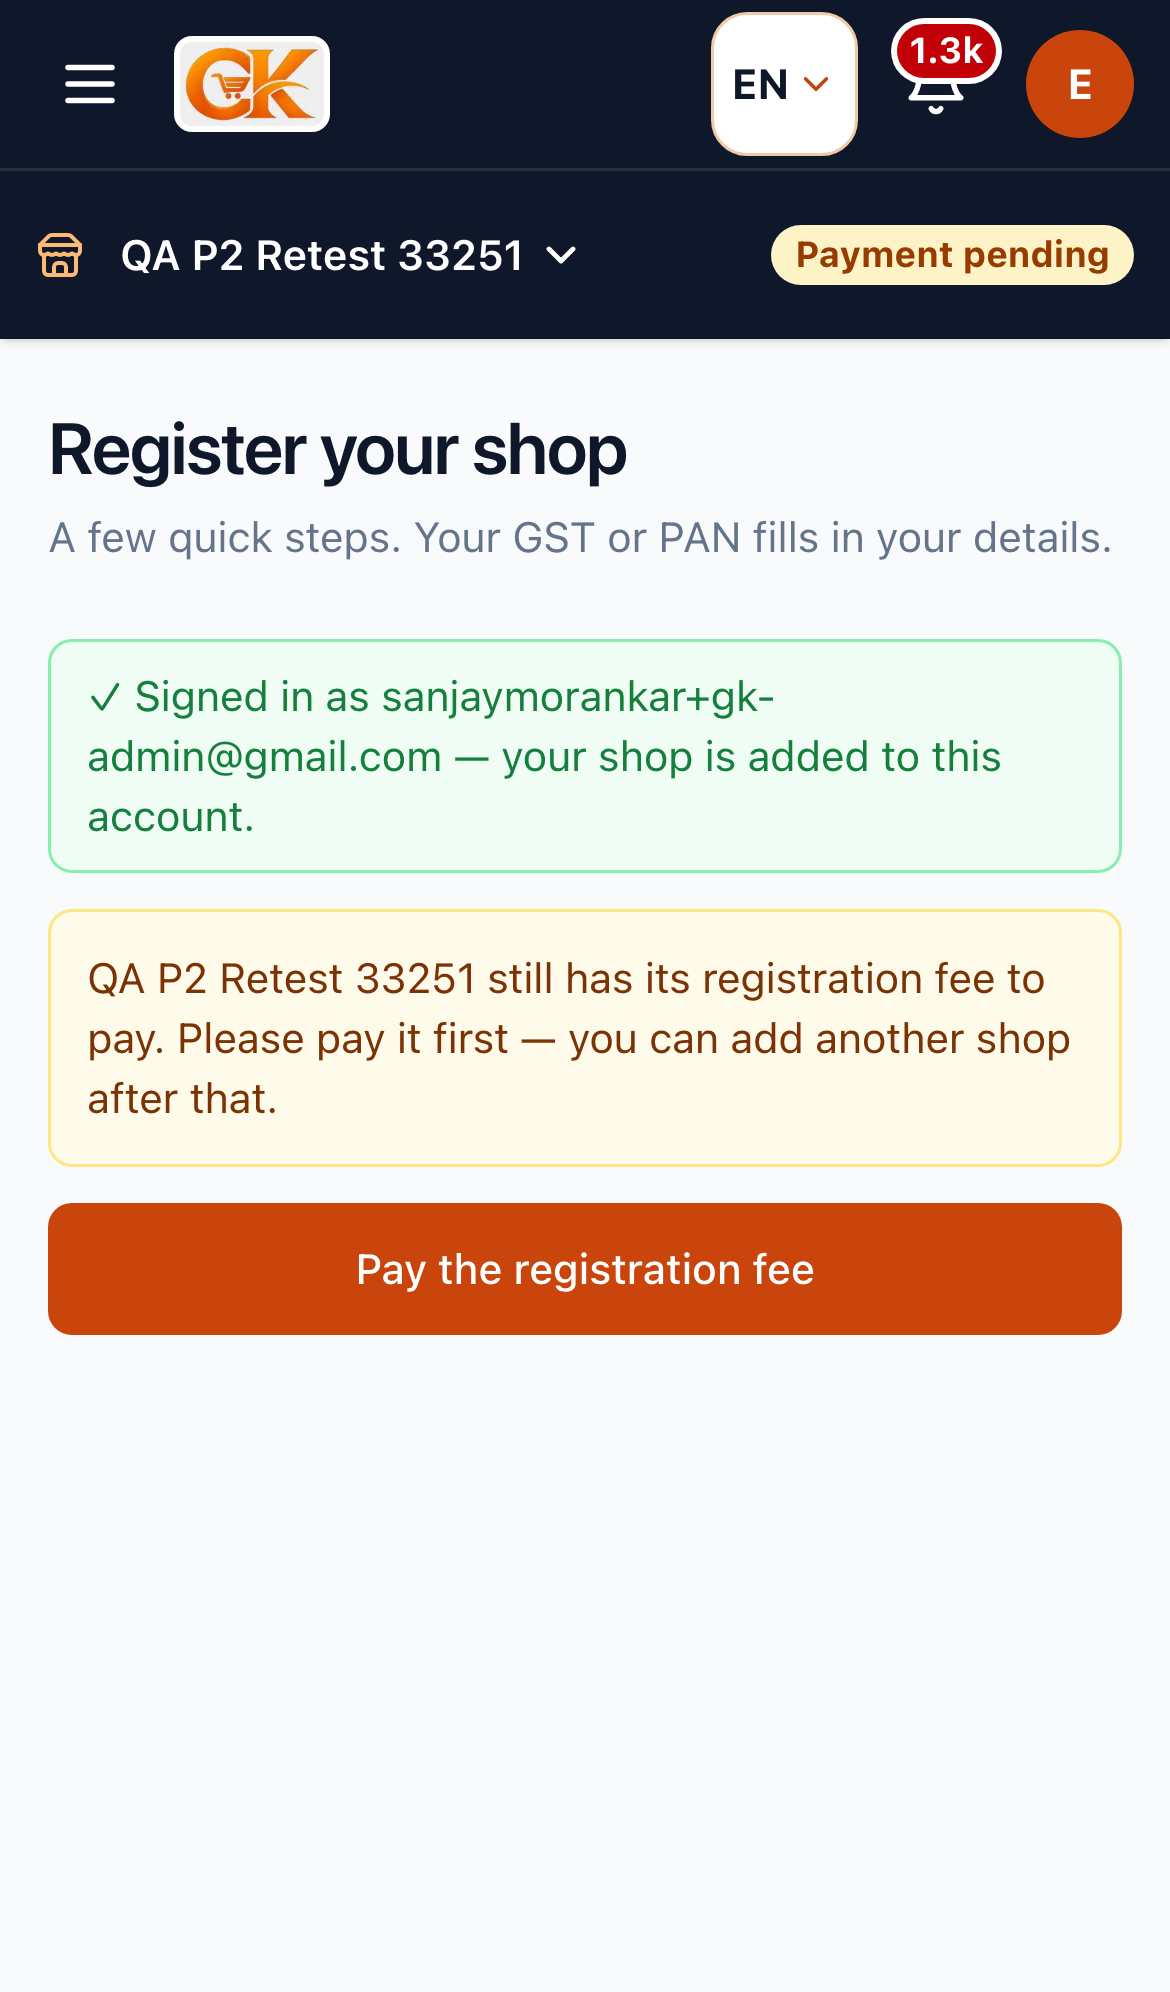 GK
EN
1.3k
E
QA P2 Retest 33251
Payment pending
Register your shop
A few quick steps. Your GST or PAN fills in your details.
✓ Signed in as sanjaymorankar+gk-
admin@gmail.com — your shop is added to this
account.
QA P2 Retest 33251 still has its registration fee to
pay. Please pay it first — you can add another shop
after that.
Pay the registration fee